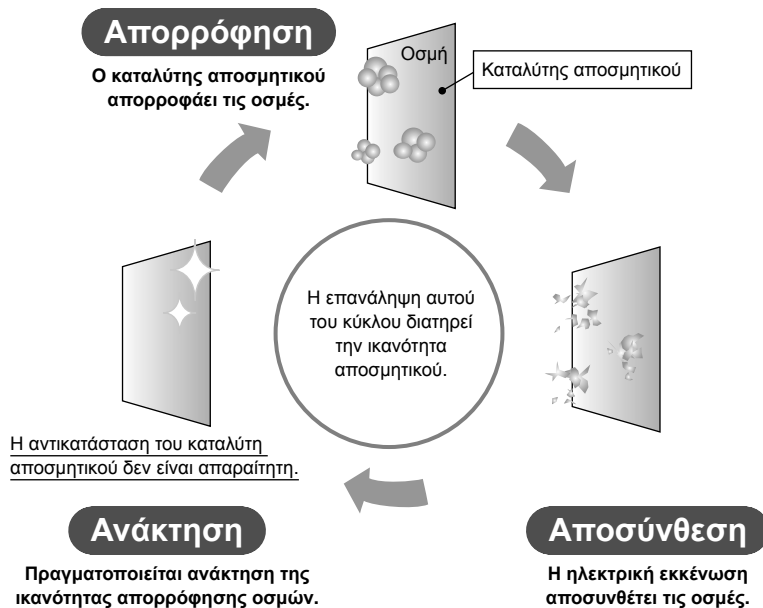 Απορρόφηση
Ο καταλύτης αποσμητικού
απορροφάει τις οσμές.
Οσμή
Καταλύτης αποσμητικού
Η επανάληψη αυτού
του κύκλου διατηρεί
την ικανότητα
αποσμητικού.
Η αντικατάσταση του καταλύτη
αποσμητικού δεν είναι απαραίτητη.
Ανάκτηση
Πραγματοποιείται ανάκτηση της
ικανότητας απορρόφησης οσμών.
Αποσύνθεση
Η ηλεκτρική εκκένωση
αποσυνθέτει τις οσμές.